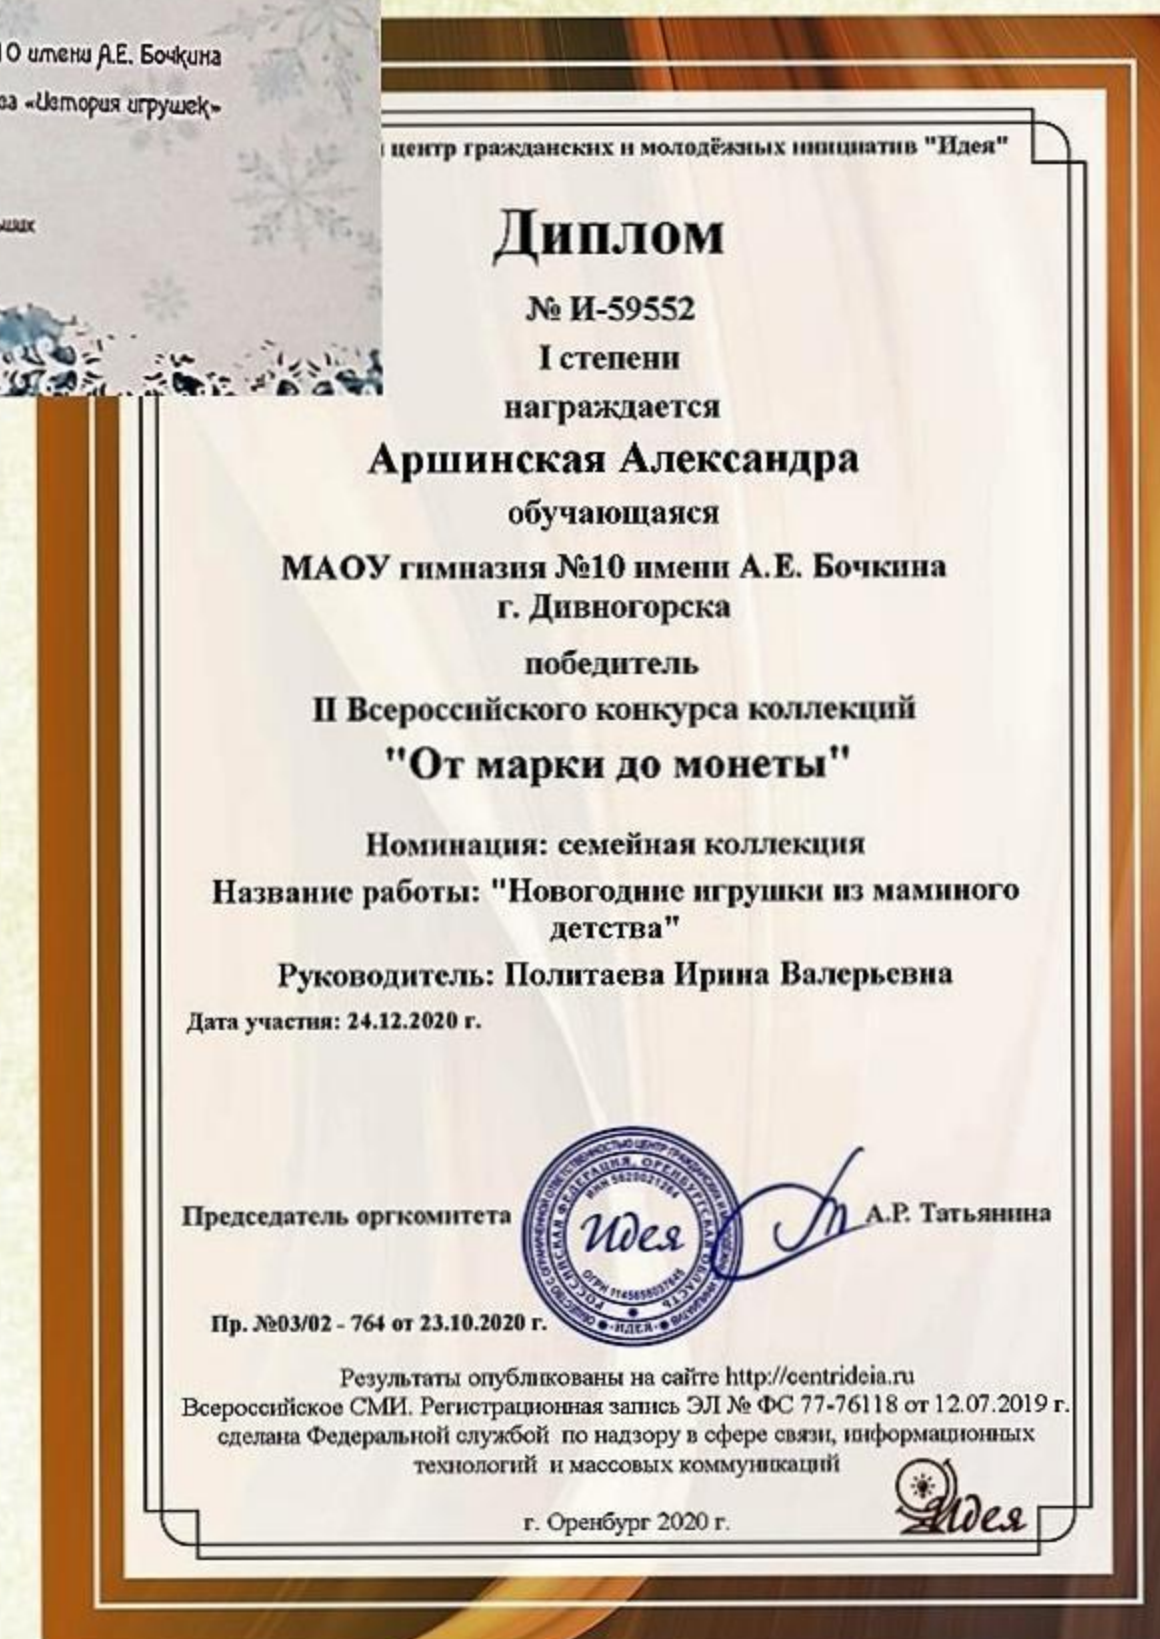 10 имени А.Е. Бочкина
«История игрушек»
центр гражданских и молодёжных инициатив "Идея"
Диплом
№ И-59552
I степени
награждается
Аршинская Александра
обучающаяся
МАОУ гимназия №10 имени А.Е. Бочкина
г. Дивногорска
победитель
II Всероссийского конкурса коллекций
"От марки до монеты"
Номинация: семейная коллекция
Название работы: "Новогодние игрушки из маминого
детства"
Руководитель: Политаева Ирина Валерьевна
Дата участия: 24.12.2020 г.
Председатель оргкомитета
РОССИЙСКАЯ ФЕДЕРАЦИЯ, ОРЕНБУРГСКАЯ ОБЛАСТЬ
Идея
А.Р. Татьянина
Пр. №03/02 - 764 от 23.10.2020 г.
Результаты опубликованы на сайте http://centrideia.ru
Всероссийское СМИ. Регистрационная запись ЭЛ № ФС 77-76118 от 12.07.2019 г.
сделана Федеральной службой по надзору в сфере связи, информационных
технологий и массовых коммуникаций
г. Оренбург 2020 г.
Идея